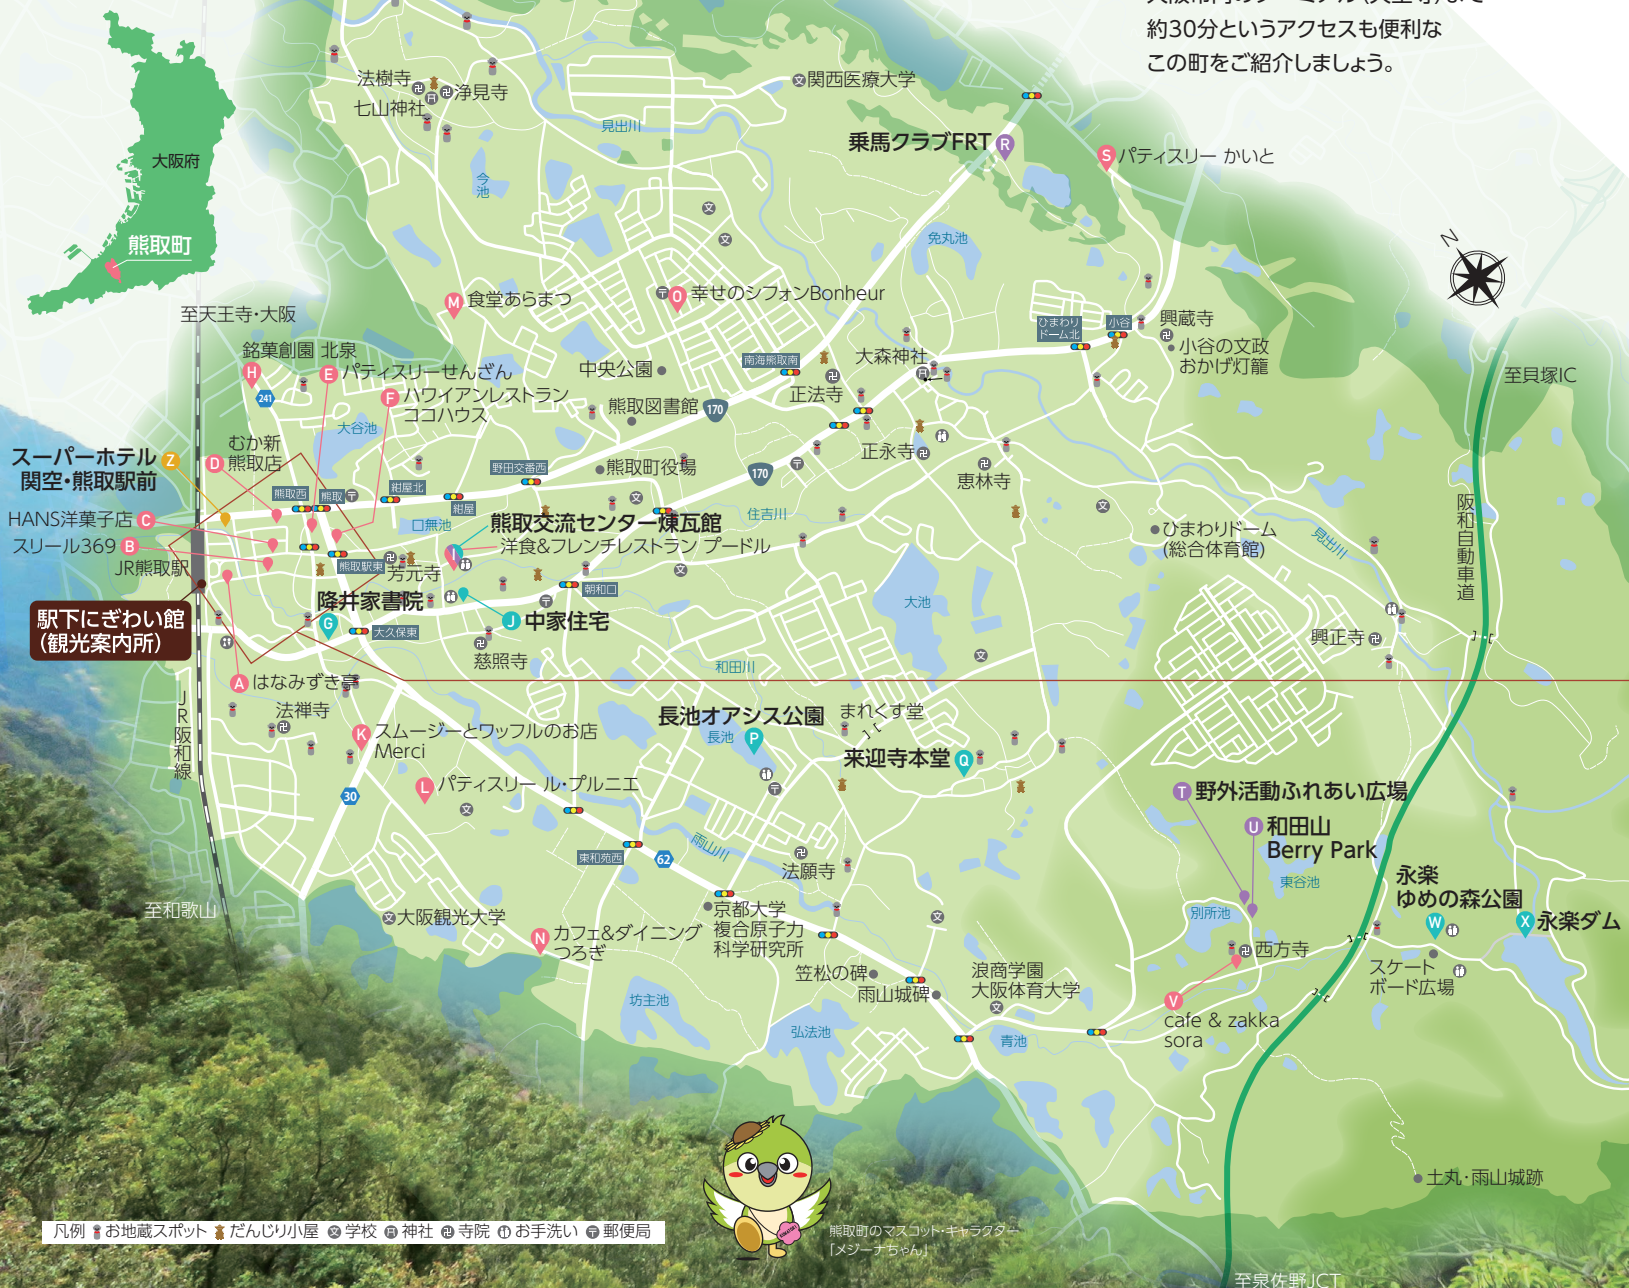 約30分というアクセスも便利な
この町をご紹介しましょう。
大阪府
熊取町
法樹寺
浄見寺
七山神社
見出川
今池
関西医療大学
乗馬クラブFRT
R
S
パティスリー かいと
免丸池
N
至天王寺・大阪
M
食堂あらまつ
O
幸せのシフォンBonheur
銘菓創園 北泉
H
E
パティスリーせんざん
F
ハワイアンレストラン
ココハウス
241
大谷池
中央公園
熊取図書館
南海熊取南
170
正法寺
大森神社
ひまわり
ドーム北
小谷
興蔵寺
小谷の文政
おかげ灯籠
至貝塚IC
スーパーホテル
関空・熊取駅前
Z
むか新
熊取店
D
熊取西
熊取
紺屋北
野田交番西
紺屋
熊取町役場
170
正永寺
恵林寺
HANS洋菓子店
C
スリール369
B
JR熊取駅
口無池
熊取交流センター煉瓦館
I
洋食&フレンチレストラン プードル
住吉川
ひまわりドーム
(総合体育館)
見出川
阪和自動車道
熊取駅東
芳元寺
駅下にぎわい館
（観光案内所）
降井家書院
G
大久保東
朝和口
J
中家住宅
慈照寺
大池
興正寺
和田川
A
はなみずき亭
法禅寺
JR阪和線
K
スムージーとワッフルのお店
Merci
長池オアシス公園
長池
P
まれくす堂
来迎寺本堂
Q
L
パティスリー ル・プルニエ
30
T
野外活動ふれあい広場
U
和田山
Berry Park
東谷池
東和苑西
62
雨山川
法願寺
永楽
ゆめの森公園
W
X
永楽ダム
至和歌山
大阪観光大学
N
カフェ&ダイニング
つろぎ
京都大学
複合原子力
科学研究所
別所池
西方寺
スケート
ボード広場
笠松の碑
雨山城碑
浪商学園
大阪体育大学
V
cafe & zakka
sora
坊主池
弘法池
青池
土丸・雨山城跡
凡例 お地蔵スポット だんじり小屋 文 学校 神社 卍 寺院 お手洗い 〒 郵便局
熊取町のマスコット・キャラクター
「メジーナちゃん」
至泉佐野JCT